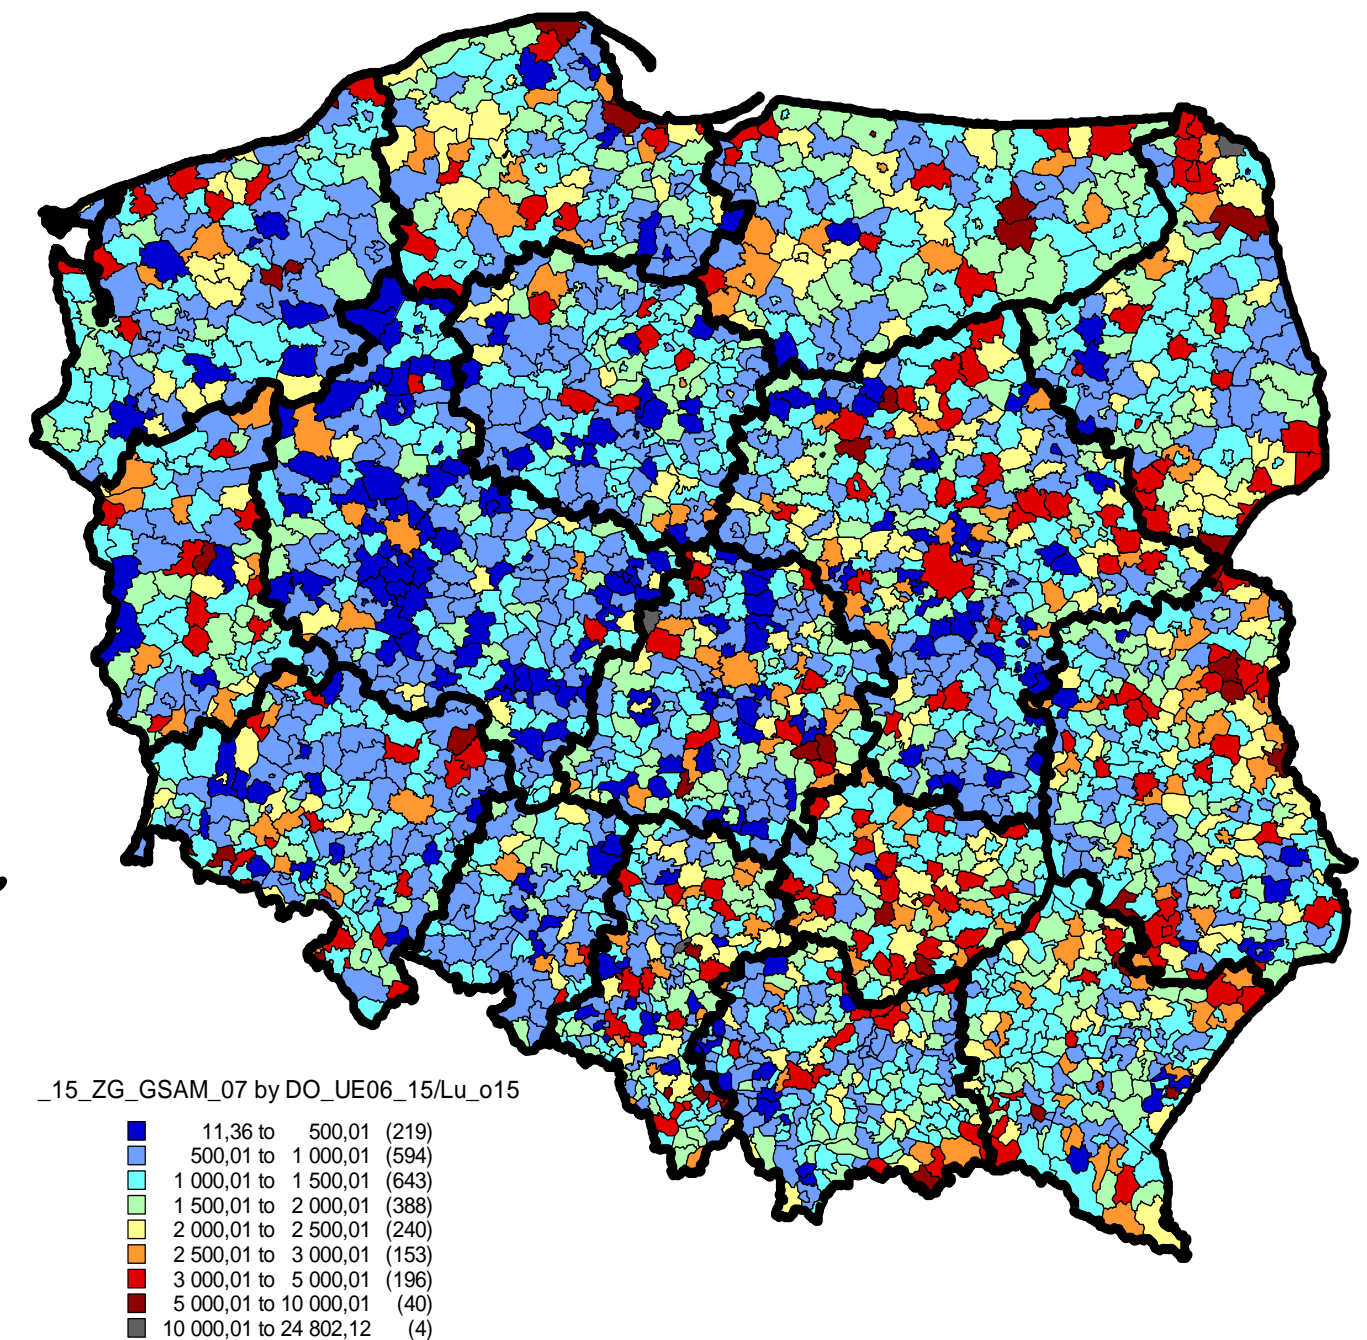 _15_ZG_GSAM_07 by DO_UE06_15/Lu_o15
11,36 to 500,01 (219)
500,01 to 1 000,01 (594)
1 000,01 to 1 500,01 (643)
1 500,01 to 2 000,01 (388)
2 000,01 to 2 500,01 (240)
2 500,01 to 3 000,01 (153)
3 000,01 to 5 000,01 (196)
5 000,01 to 10 000,01 (40)
10 000,01 to 24 802,12 (4)